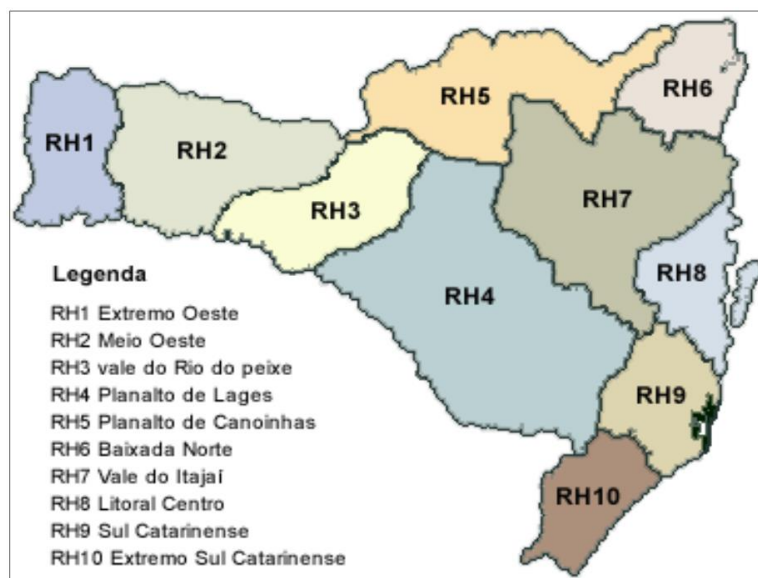 RH6
RH5
RH1
RH2
RH7
RH3
RH8
RH4
RH9
RH10
Legenda
RH1 Extremo Oeste
RH2 Meio Oeste
RH3 vale do Rio do peixe
RH4 Planalto de Lages
RH5 Planalto de Canoinhas
RH6 Baixada Norte
RH7 Vale do Itajaí
RH8 Litoral Centro
RH9 Sul Catarinense
RH10 Extremo Sul Catarinense